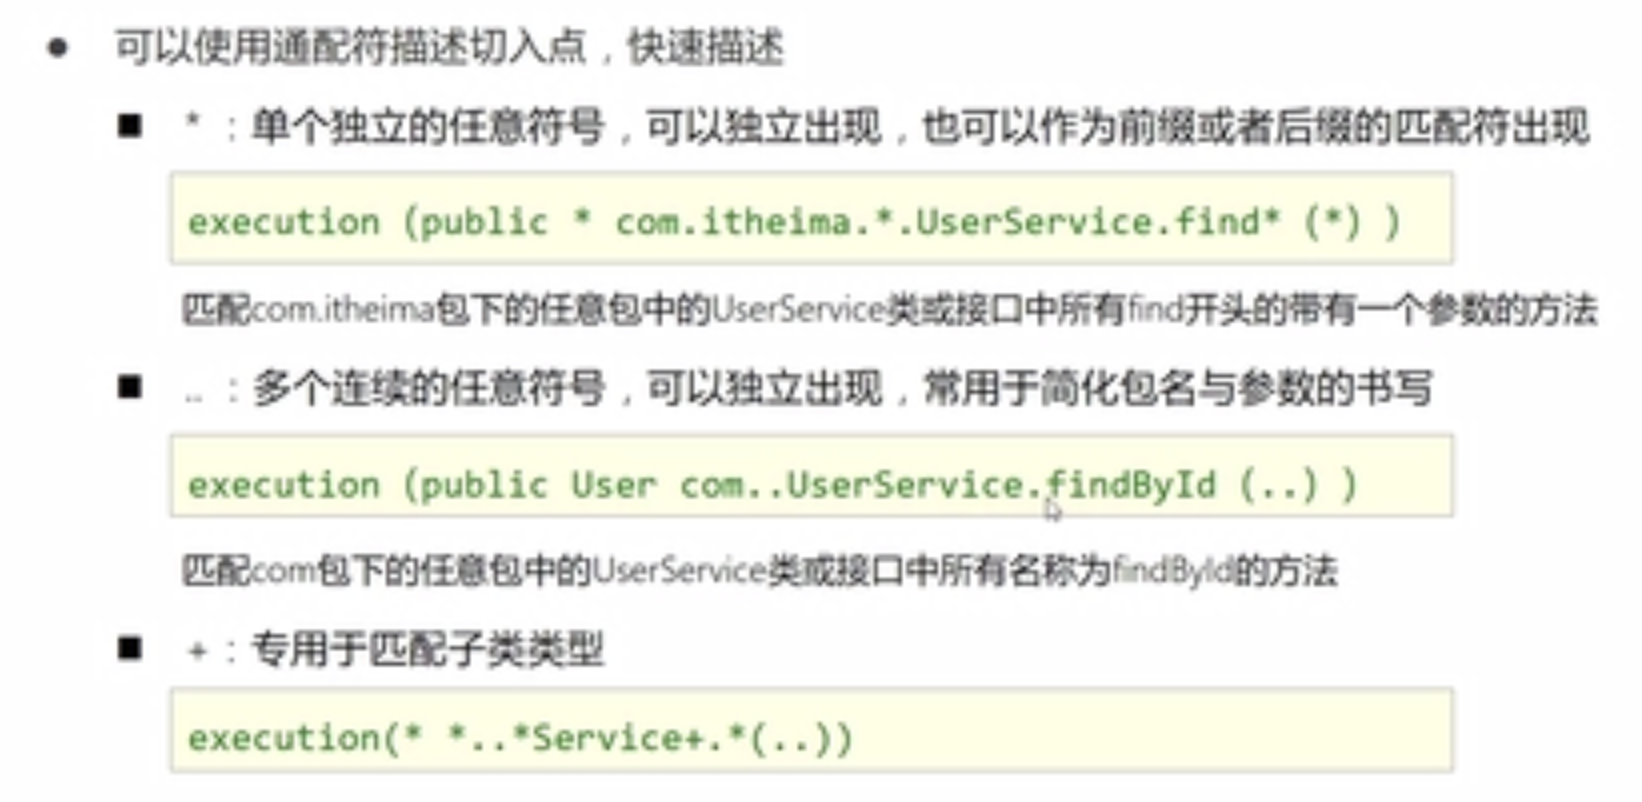 ● 可以使用通配符描述切入点，快速描述
■ * ：单个独立的任意符号，可以独立出现，也可以作为前缀或者后缀的匹配符出现
execution (public * com.itheima.*.UserService.find* (*) )
匹配com.itheima包下的任意包中的UserService类或接口中所有find开头的带有一个参数的方法
■ .. ：多个连续的任意符号，可以独立出现，常用于简化包名与参数的书写
execution (public User com..UserService.findById (..) )
匹配com包下的任意包中的UserService类或接口中所有名称为findById的方法
■ + ：专用于匹配子类类型
execution(* *..*Service+.*(..))